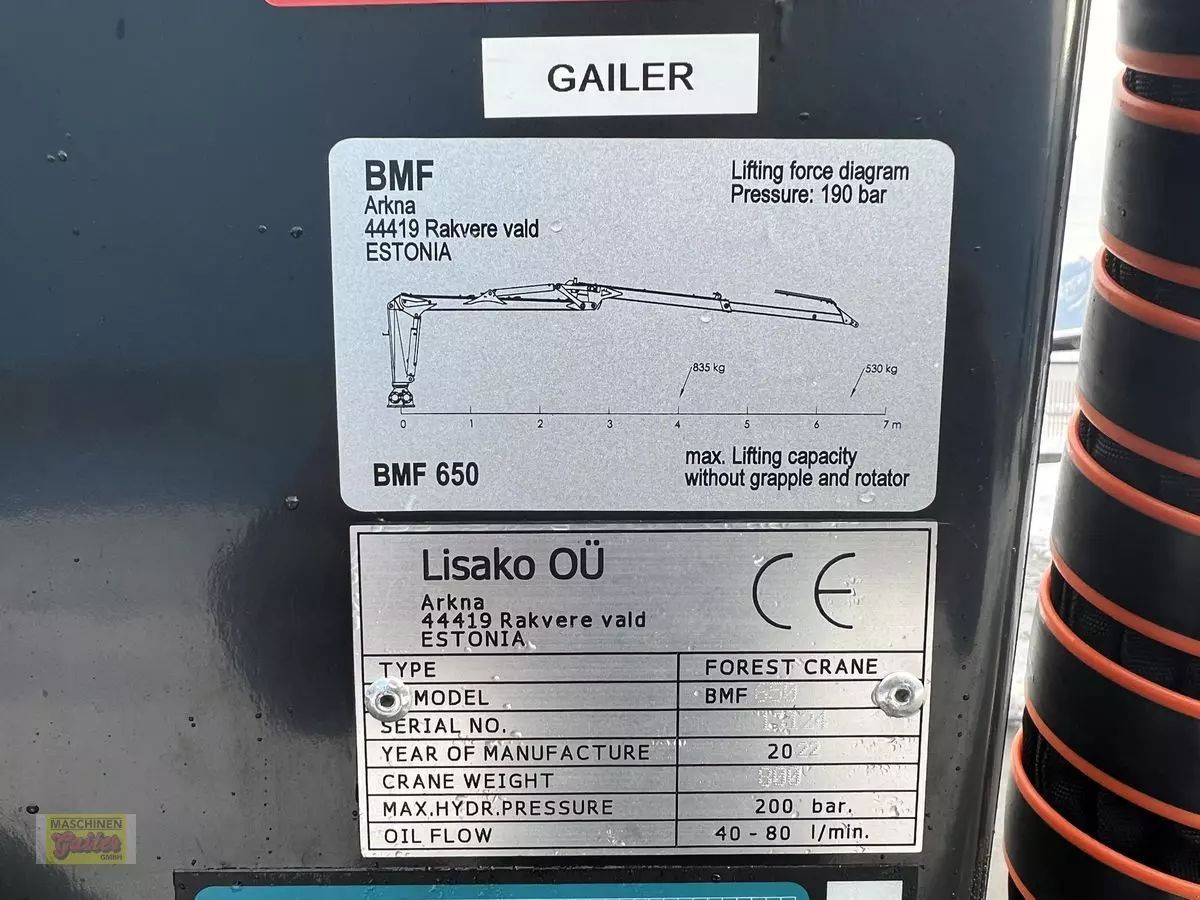 GAILER
BMF
Arkna
44419 Rakvere vald
ESTONIA
Lifting force diagram
Pressure: 190 bar
835 kg
530 kg
0 1 2 3 4 5 6 7 m
BMF 650
max. Lifting capacity
without grapple and rotator
Lisako OÜ
Arkna
44419 Rakvere vald
ESTONIA
CE
TYPE FOREST CRANE
MODEL BMF 650
SERIAL NO.
YEAR OF MANUFACTURE 2022
CRANE WEIGHT 800
MAX.HYDR.PRESSURE 200 bar.
OIL FLOW 40 - 80 l/min.
MASCHINEN
Gailer
GMBH